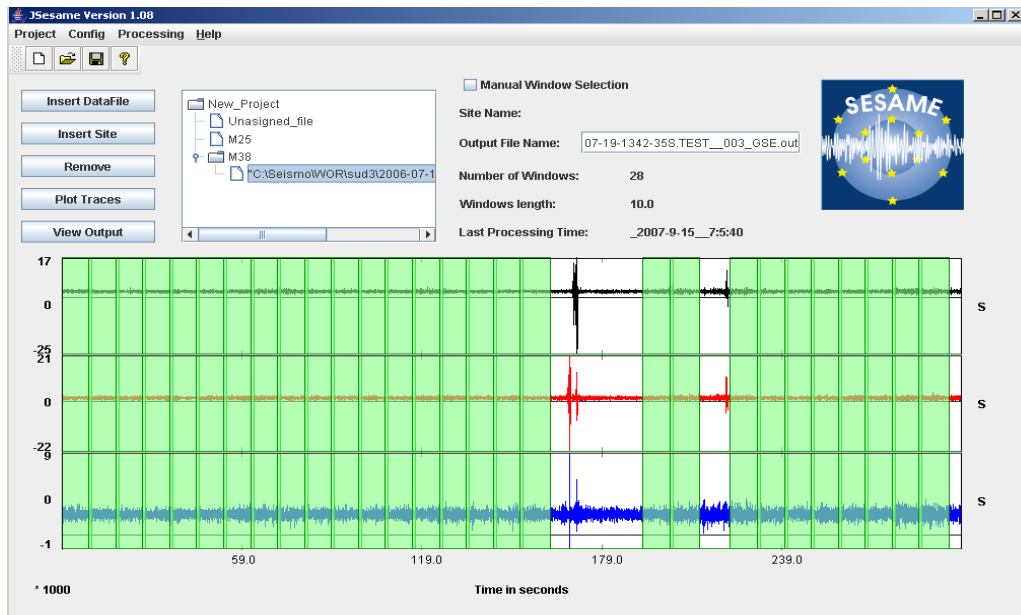 JSesame Version 1.08
Project Config Processing Help
Insert DataFile
Insert Site
Remove
Plot Traces
View Output
New_Project
Unasigned_file
M25
M38
"C:\SeismoWOR\sud3\2006-07-1
Manual Window Selection
Site Name:
Output File Name: 07-19-1342-35S.TEST__003_GSE.out
Number of Windows: 28
Windows length: 10.0
Last Processing Time: _2007-9-15__7:5:40
SESAME
17
0
-25
S
21
0
-22
S
9
0
-1
S
59.0 119.0 179.0 239.0
* 1000 Time in seconds